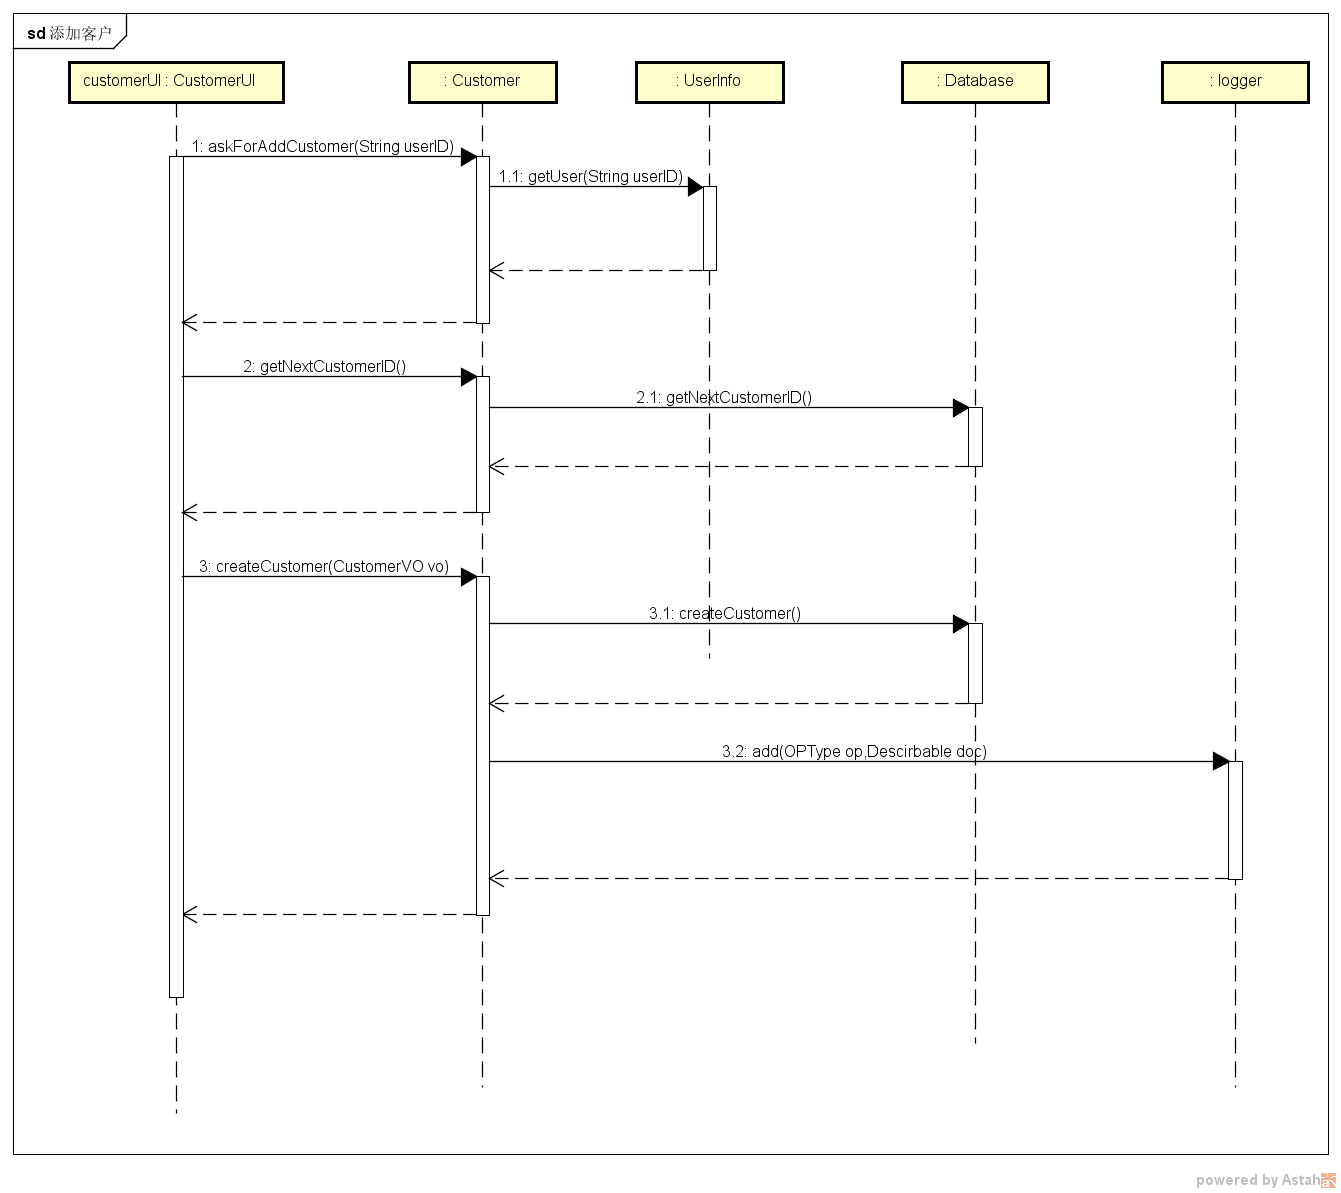 sd 添加客户
customerUI : CustomerUI
: Customer
: UserInfo
: Database
: logger
1: askForAddCustomer(String userID)
1.1: getUser(String userID)
2: getNextCustomerID()
2.1: getNextCustomerID()
3: createCustomer(CustomerVO vo)
3.1: createCustomer()
3.2: add(OPType op,Descirbable doc)
powered by Astah